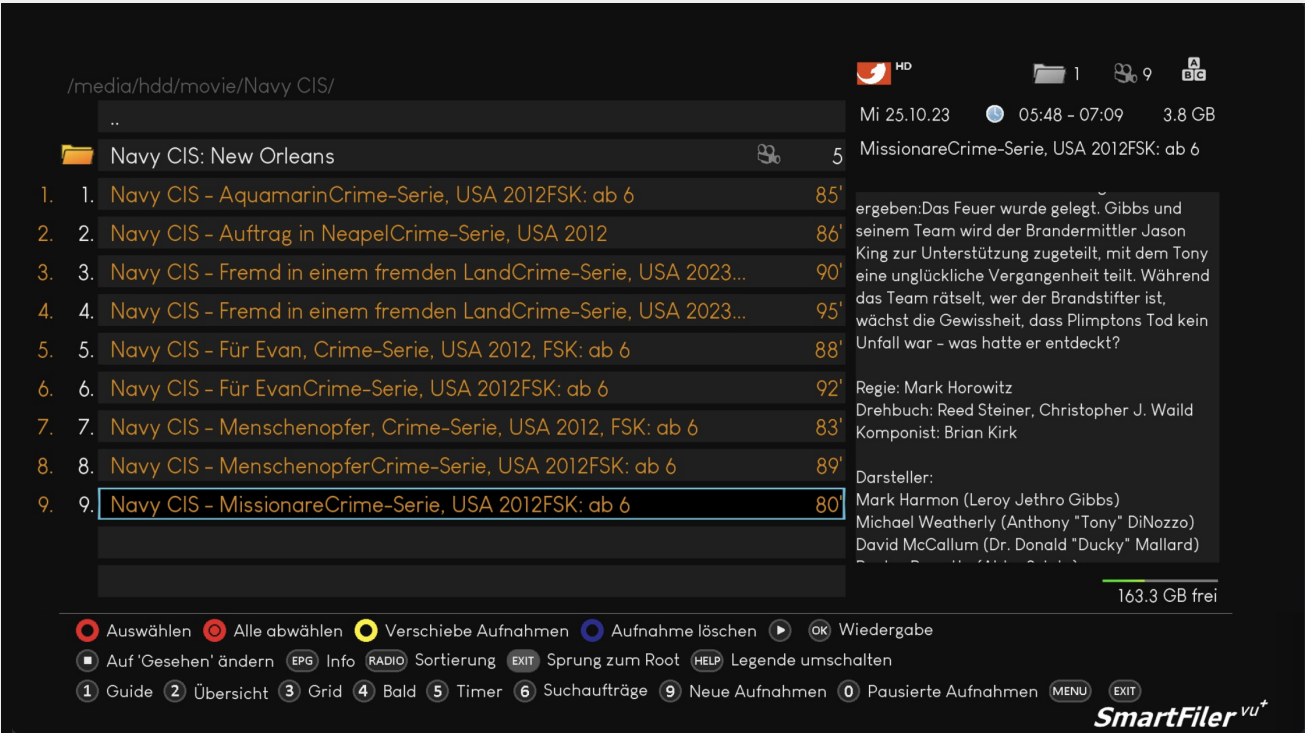 /media/hdd/movie/Navy CIS/
HD
1
9
A
B C
Mi 25.10.23 05:48 - 07:09 3.8 GB
MissionareCrime-Serie, USA 2012FSK: ab 6
..
Navy CIS: New Orleans 5
1. 1. Navy CIS - AquamarinCrime-Serie, USA 2012FSK: ab 6 85'
2. 2. Navy CIS - Auftrag in NeapelCrime-Serie, USA 2012 86'
3. 3. Navy CIS - Fremd in einem fremden LandCrime-Serie, USA 2023... 90'
4. 4. Navy CIS - Fremd in einem fremden LandCrime-Serie, USA 2023... 95'
5. 5. Navy CIS - Für Evan, Crime-Serie, USA 2012, FSK: ab 6 88'
6. 6. Navy CIS - Für EvanCrime-Serie, USA 2012FSK: ab 6 92'
7. 7. Navy CIS - Menschenopfer, Crime-Serie, USA 2012, FSK: ab 6 83'
8. 8. Navy CIS - MenschenopferCrime-Serie, USA 2012FSK: ab 6 89'
9. 9. Navy CIS - MissionareCrime-Serie, USA 2012FSK: ab 6 80'
ergeben:Das Feuer wurde gelegt. Gibbs und
seinem Team wird der Brandermittler Jason
King zur Unterstützung zugeteilt, mit dem Tony
eine unglückliche Vergangenheit teilt. Während
das Team rätselt, wer der Brandstifter ist,
wächst die Gewissheit, dass Plimptons Tod kein
Unfall war - was hatte er entdeckt?
Regie: Mark Horowitz
Drehbuch: Reed Steiner, Christopher J. Waild
Komponist: Brian Kirk
Darsteller:
Mark Harmon (Leroy Jethro Gibbs)
Michael Weatherly (Anthony "Tony" DiNozzo)
David McCallum (Dr. Donald "Ducky" Mallard)
163.3 GB frei
Auswählen Alle abwählen Verschiebe Aufnahmen Aufnahme löschen OK Wiedergabe
Auf 'Gesehen' ändern EPG Info RADIO Sortierung EXIT Sprung zum Root HELP Legende umschalten
1 Guide 2 Übersicht 3 Grid 4 Bald 5 Timer 6 Suchaufträge 9 Neue Aufnahmen 0 Pausierte Aufnahmen MENU EXIT
SmartFiler vu+